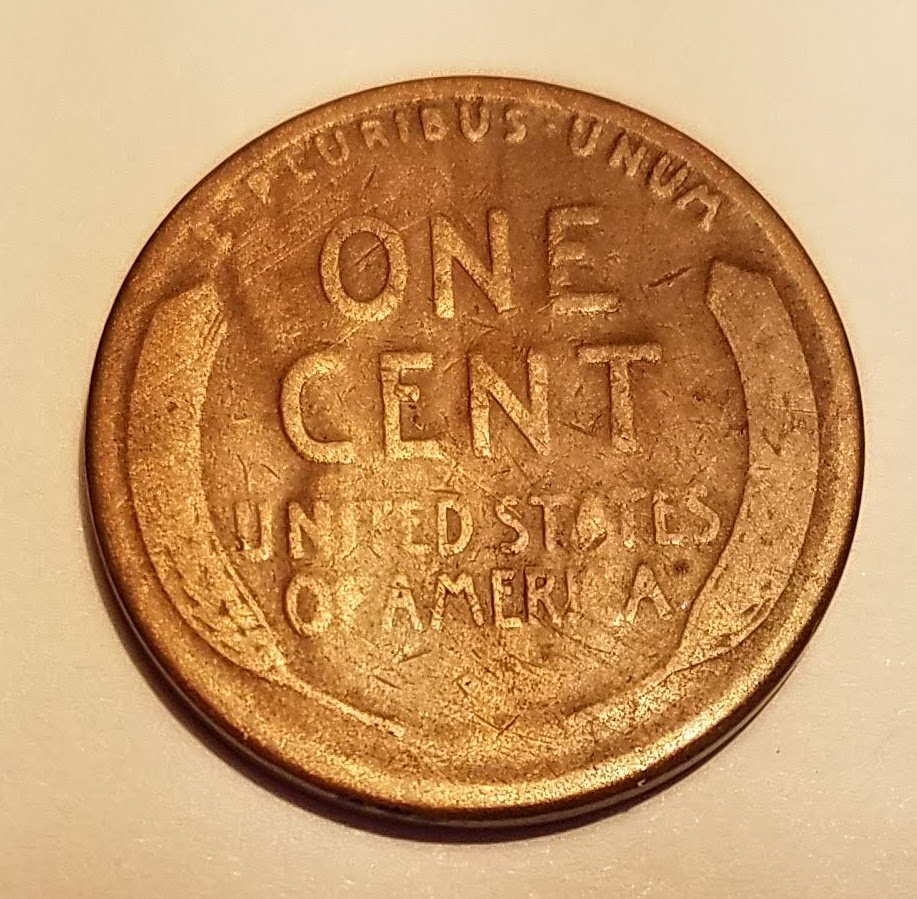 E PLURIBUS·UNUM
ONE
CENT
UNITED STATES
OF AMERICA